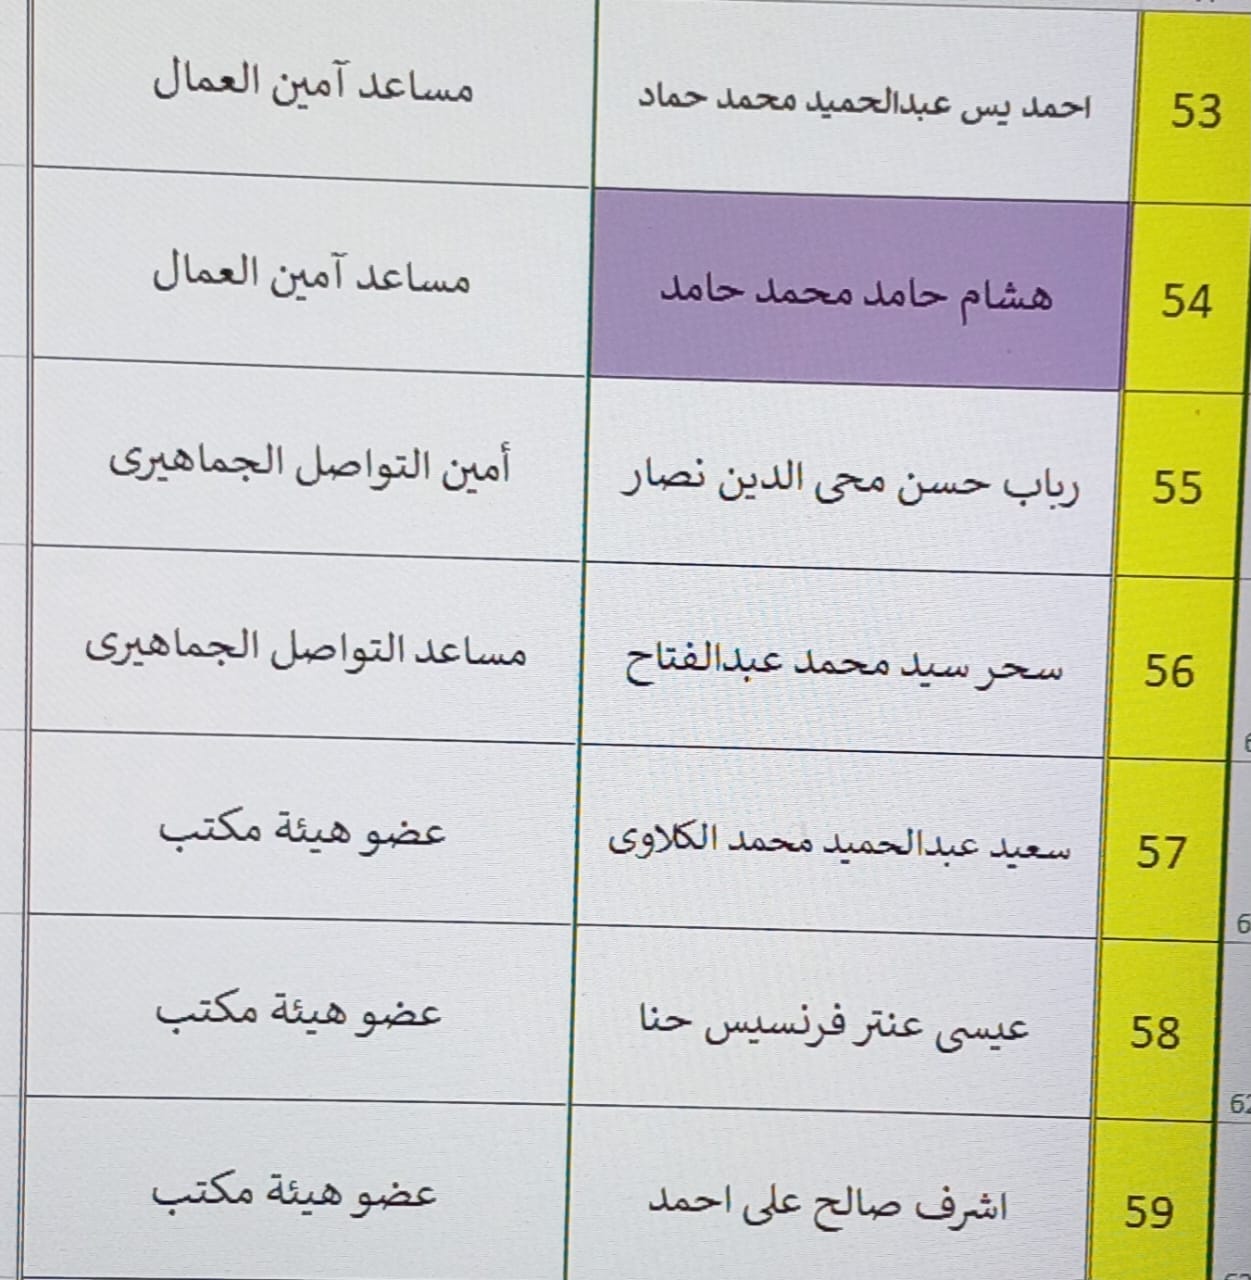 53 احمد يس عبدالحميد محمد حماد مساعد آمين العمال
54 هشام حامد محمد حامد مساعد آمين العمال
55 رباب حسن محى الدين نصار أمين التواصل الجماهيرى
56 سحر سيد محمد عبدالفتاح مساعد التواصل الجماهيرى
57 سعيد عبدالحميد محمد الكلاوى عضو هيئة مكتب
58 عيسى عنتر فرنسيس حنا عضو هيئة مكتب
59 اشرف صالح على احمد عضو هيئة مكتب